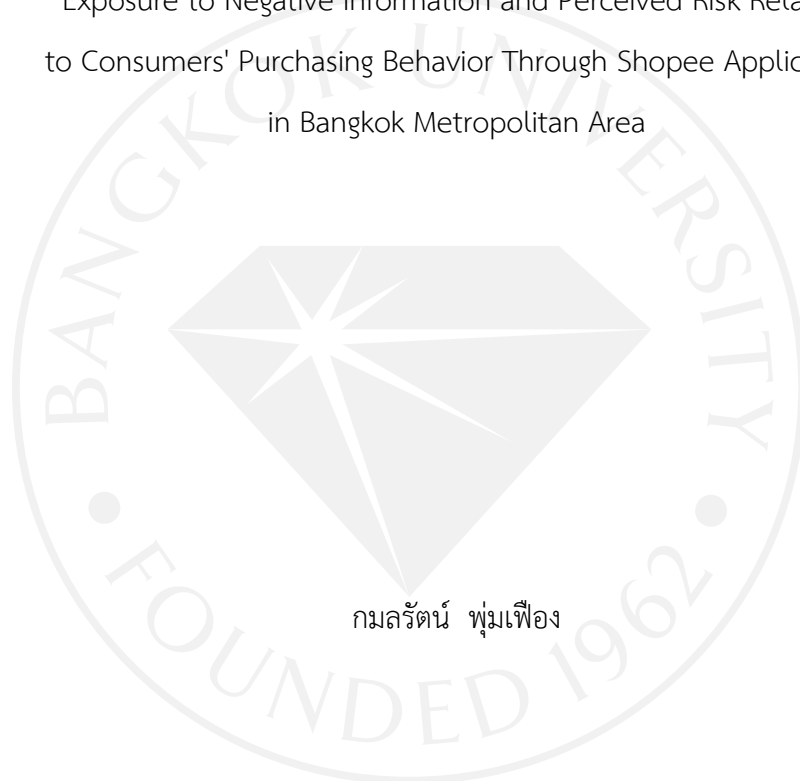 Exposure to Negative Information and Perceived Risk Rela
to Consumers' Purchasing Behavior Through Shopee Applic
in Bangkok Metropolitan Area
BANGKOK UNIVERSITY
กมลรัตน์ พุ่มเฟือง
• FOUNDED 1962 •